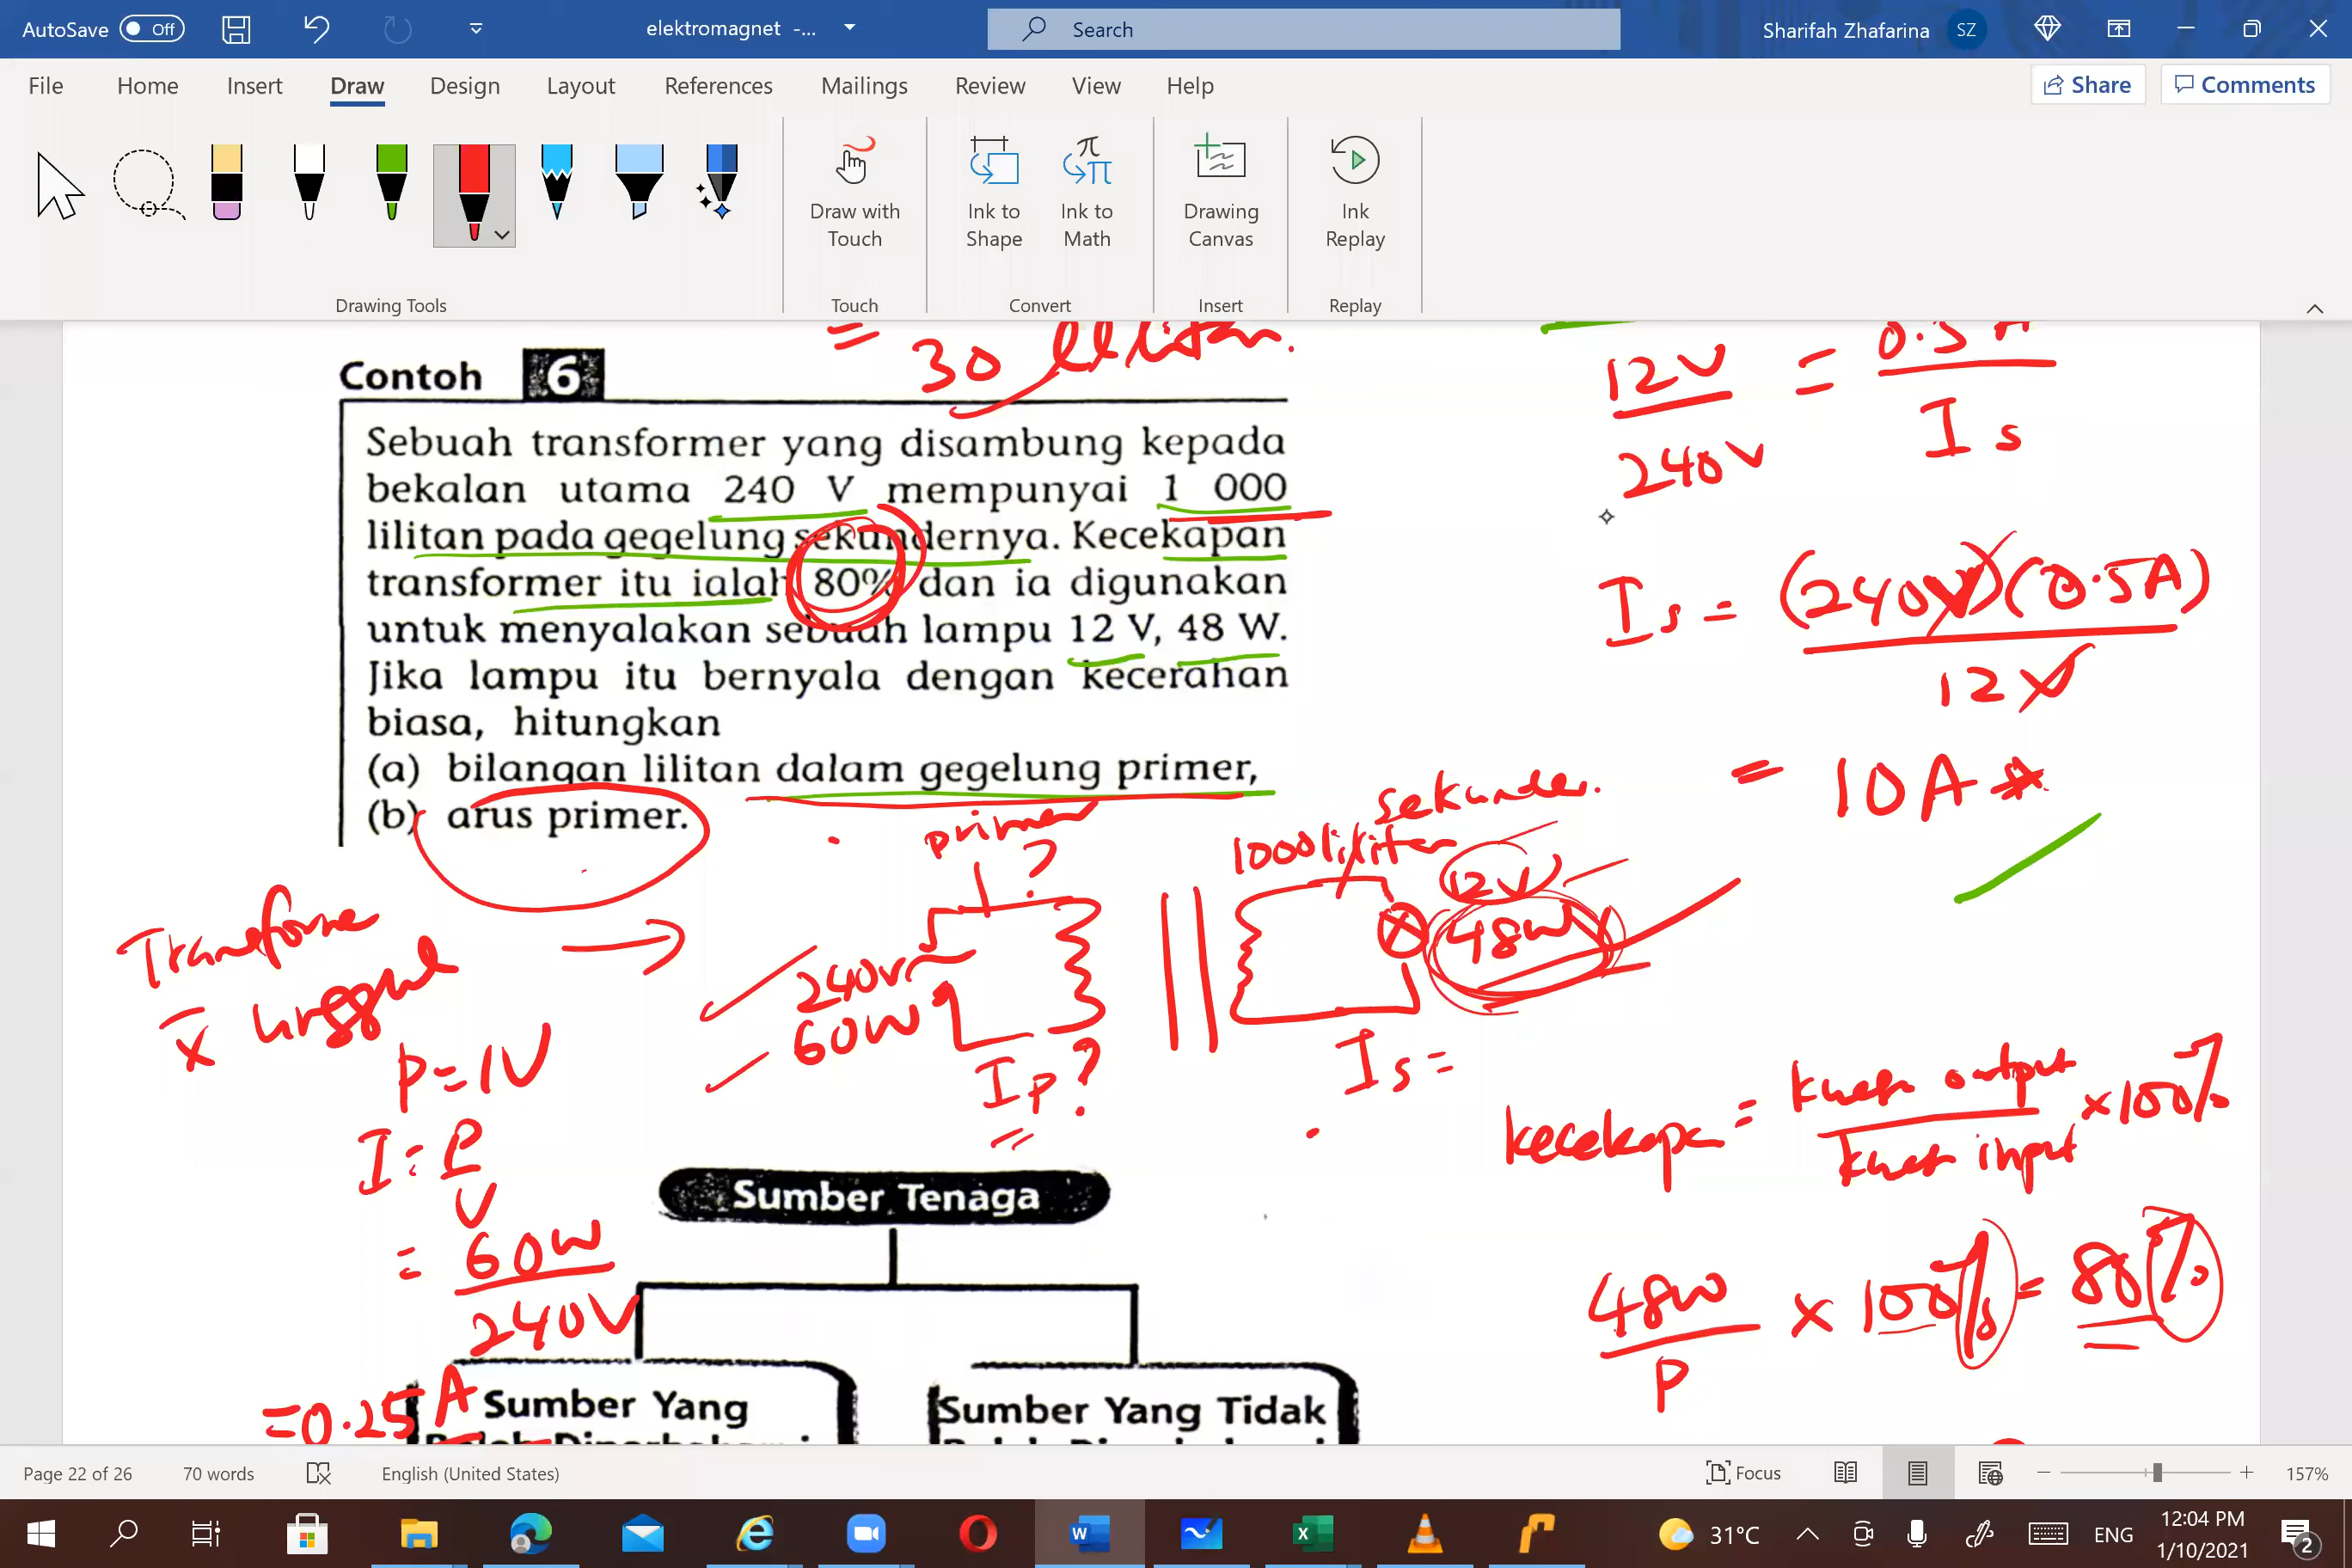 AutoSave Off
elektromagnet -...
Search
Sharifah Zhafarina SZ
File Home Insert Draw Design Layout References Mailings Review View Help
Share Comments
Draw with Touch
Ink to Shape
Ink to Math
Drawing Canvas
Ink Replay
Drawing Tools Touch Convert Insert Replay
= 30 lilitan.
Contoh 6
Sebuah transformer yang disambung kepada
bekalan utama 240 V mempunyai 1 000
lilitan pada gegelung sekundernya. Kecekapan
transformer itu ialah 80% dan ia digunakan
untuk menyalakan sebuah lampu 12 V, 48 W.
Jika lampu itu bernyala dengan kecerahan
biasa, hitungkan
(a) bilangan lilitan dalam gegelung primer,
(b) arus primer.
12V = 0.5 A
240V Is
Is = (240V)(0.5A)
12V
= 10A
primer
?
sekunder.
1000 lilitan
12V
48W
240V
60W
Ip?
Is =
Transformer
x unggul
P=IV
I = P
V
= 60W
240V
=0.25 A
kecekapan = kuasa output x100%
kuasa input
48W x 100% = 80%
P
Sumber Tenaga
Sumber Yang
Sumber Yang Tidak
Page 22 of 26 70 words English (United States)
Focus 157%
31°C
ENG
12:04 PM
1/10/2021
2